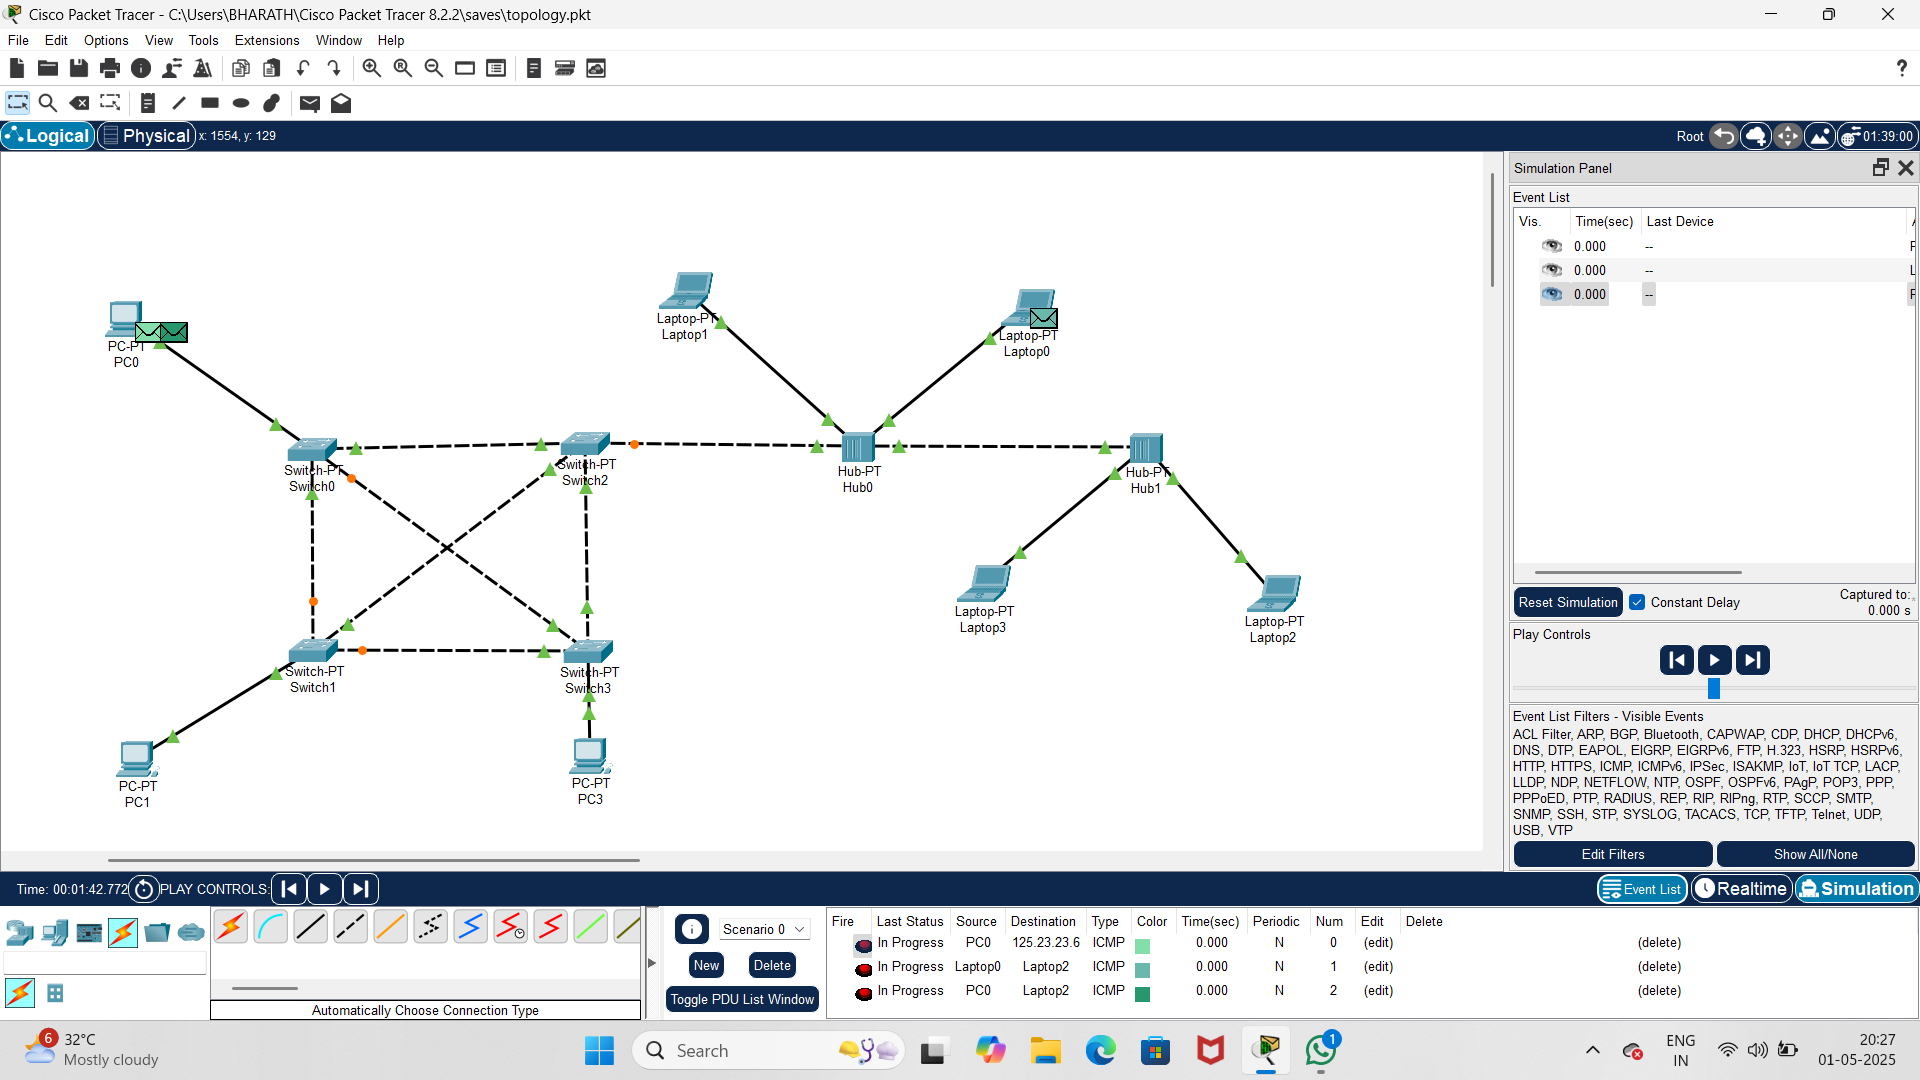 Cisco Packet Tracer - C:\Users\BHARATH\Cisco Packet Tracer 8.2.2\saves\topology.pkt
File Edit Options View Tools Extensions Window Help
?
Logical Physical x: 1554, y: 129 Root 01:39:00
Simulation Panel
Event List
Vis. Time(sec) Last Device
0.000 --
0.000 --
0.000 --
PC-PT
PC0
Laptop-PT
Laptop1
Laptop-PT
Laptop0
Switch-PT
Switch0
Switch-PT
Switch2
Hub-PT
Hub0
Hub-PT
Hub1
Laptop-PT
Laptop3
Laptop-PT
Laptop2
Switch-PT
Switch1
Switch-PT
Switch3
PC-PT
PC1
PC-PT
PC3
Reset Simulation Constant Delay Captured to:
0.000 s
Play Controls
Event List Filters - Visible Events
ACL Filter, ARP, BGP, Bluetooth, CAPWAP, CDP, DHCP, DHCPv6,
DNS, DTP, EAPOL, EIGRP, EIGRPv6, FTP, H.323, HSRP, HSRPv6,
HTTP, HTTPS, ICMP, ICMPv6, IPSec, ISAKMP, IoT, IoT TCP, LACP,
LLDP, NDP, NETFLOW, NTP, OSPF, OSPFv6, PAgP, POP3, PPP,
PPPoED, PTP, RADIUS, REP, RIP, RIPng, RTP, SCCP, SMTP,
SNMP, SSH, STP, SYSLOG, TACACS, TCP, TFTP, Telnet, UDP,
USB, VTP
Edit Filters Show All/None
Time: 00:01:42.772 PLAY CONTROLS: Event List Realtime Simulation
Automatically Choose Connection Type
Scenario 0
New Delete
Toggle PDU List Window
Fire Last Status Source Destination Type Color Time(sec) Periodic Num Edit Delete
In Progress PC0 125.23.23.6 ICMP 0.000 N 0 (edit) (delete)
In Progress Laptop0 Laptop2 ICMP 0.000 N 1 (edit) (delete)
In Progress PC0 Laptop2 ICMP 0.000 N 2 (edit) (delete)
6 32°C
Mostly cloudy
Search
1
ENG
IN
20:27
01-05-2025